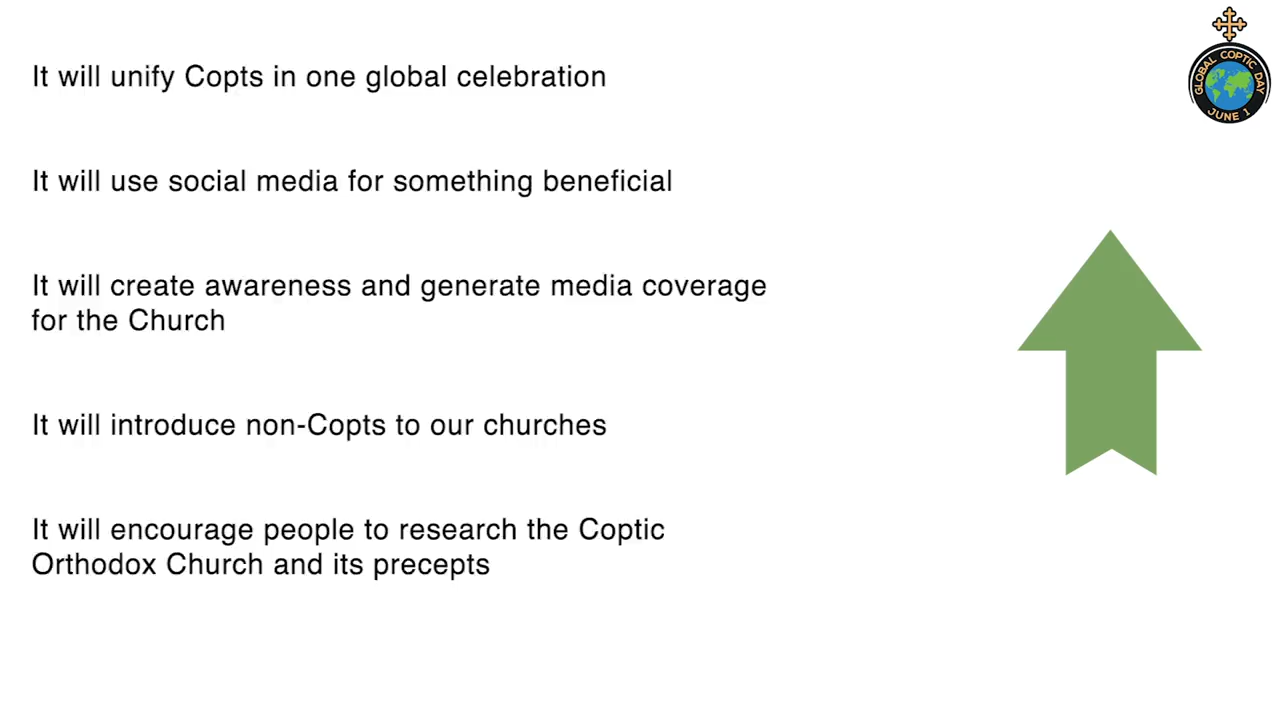 It will unify Copts in one global celebration
It will use social media for something beneficial
It will create awareness and generate media coverage
for the Church
It will introduce non-Copts to our churches
It will encourage people to research the Coptic
Orthodox Church and its precepts
GLOBAL COPTIC DAY
JUNE 1